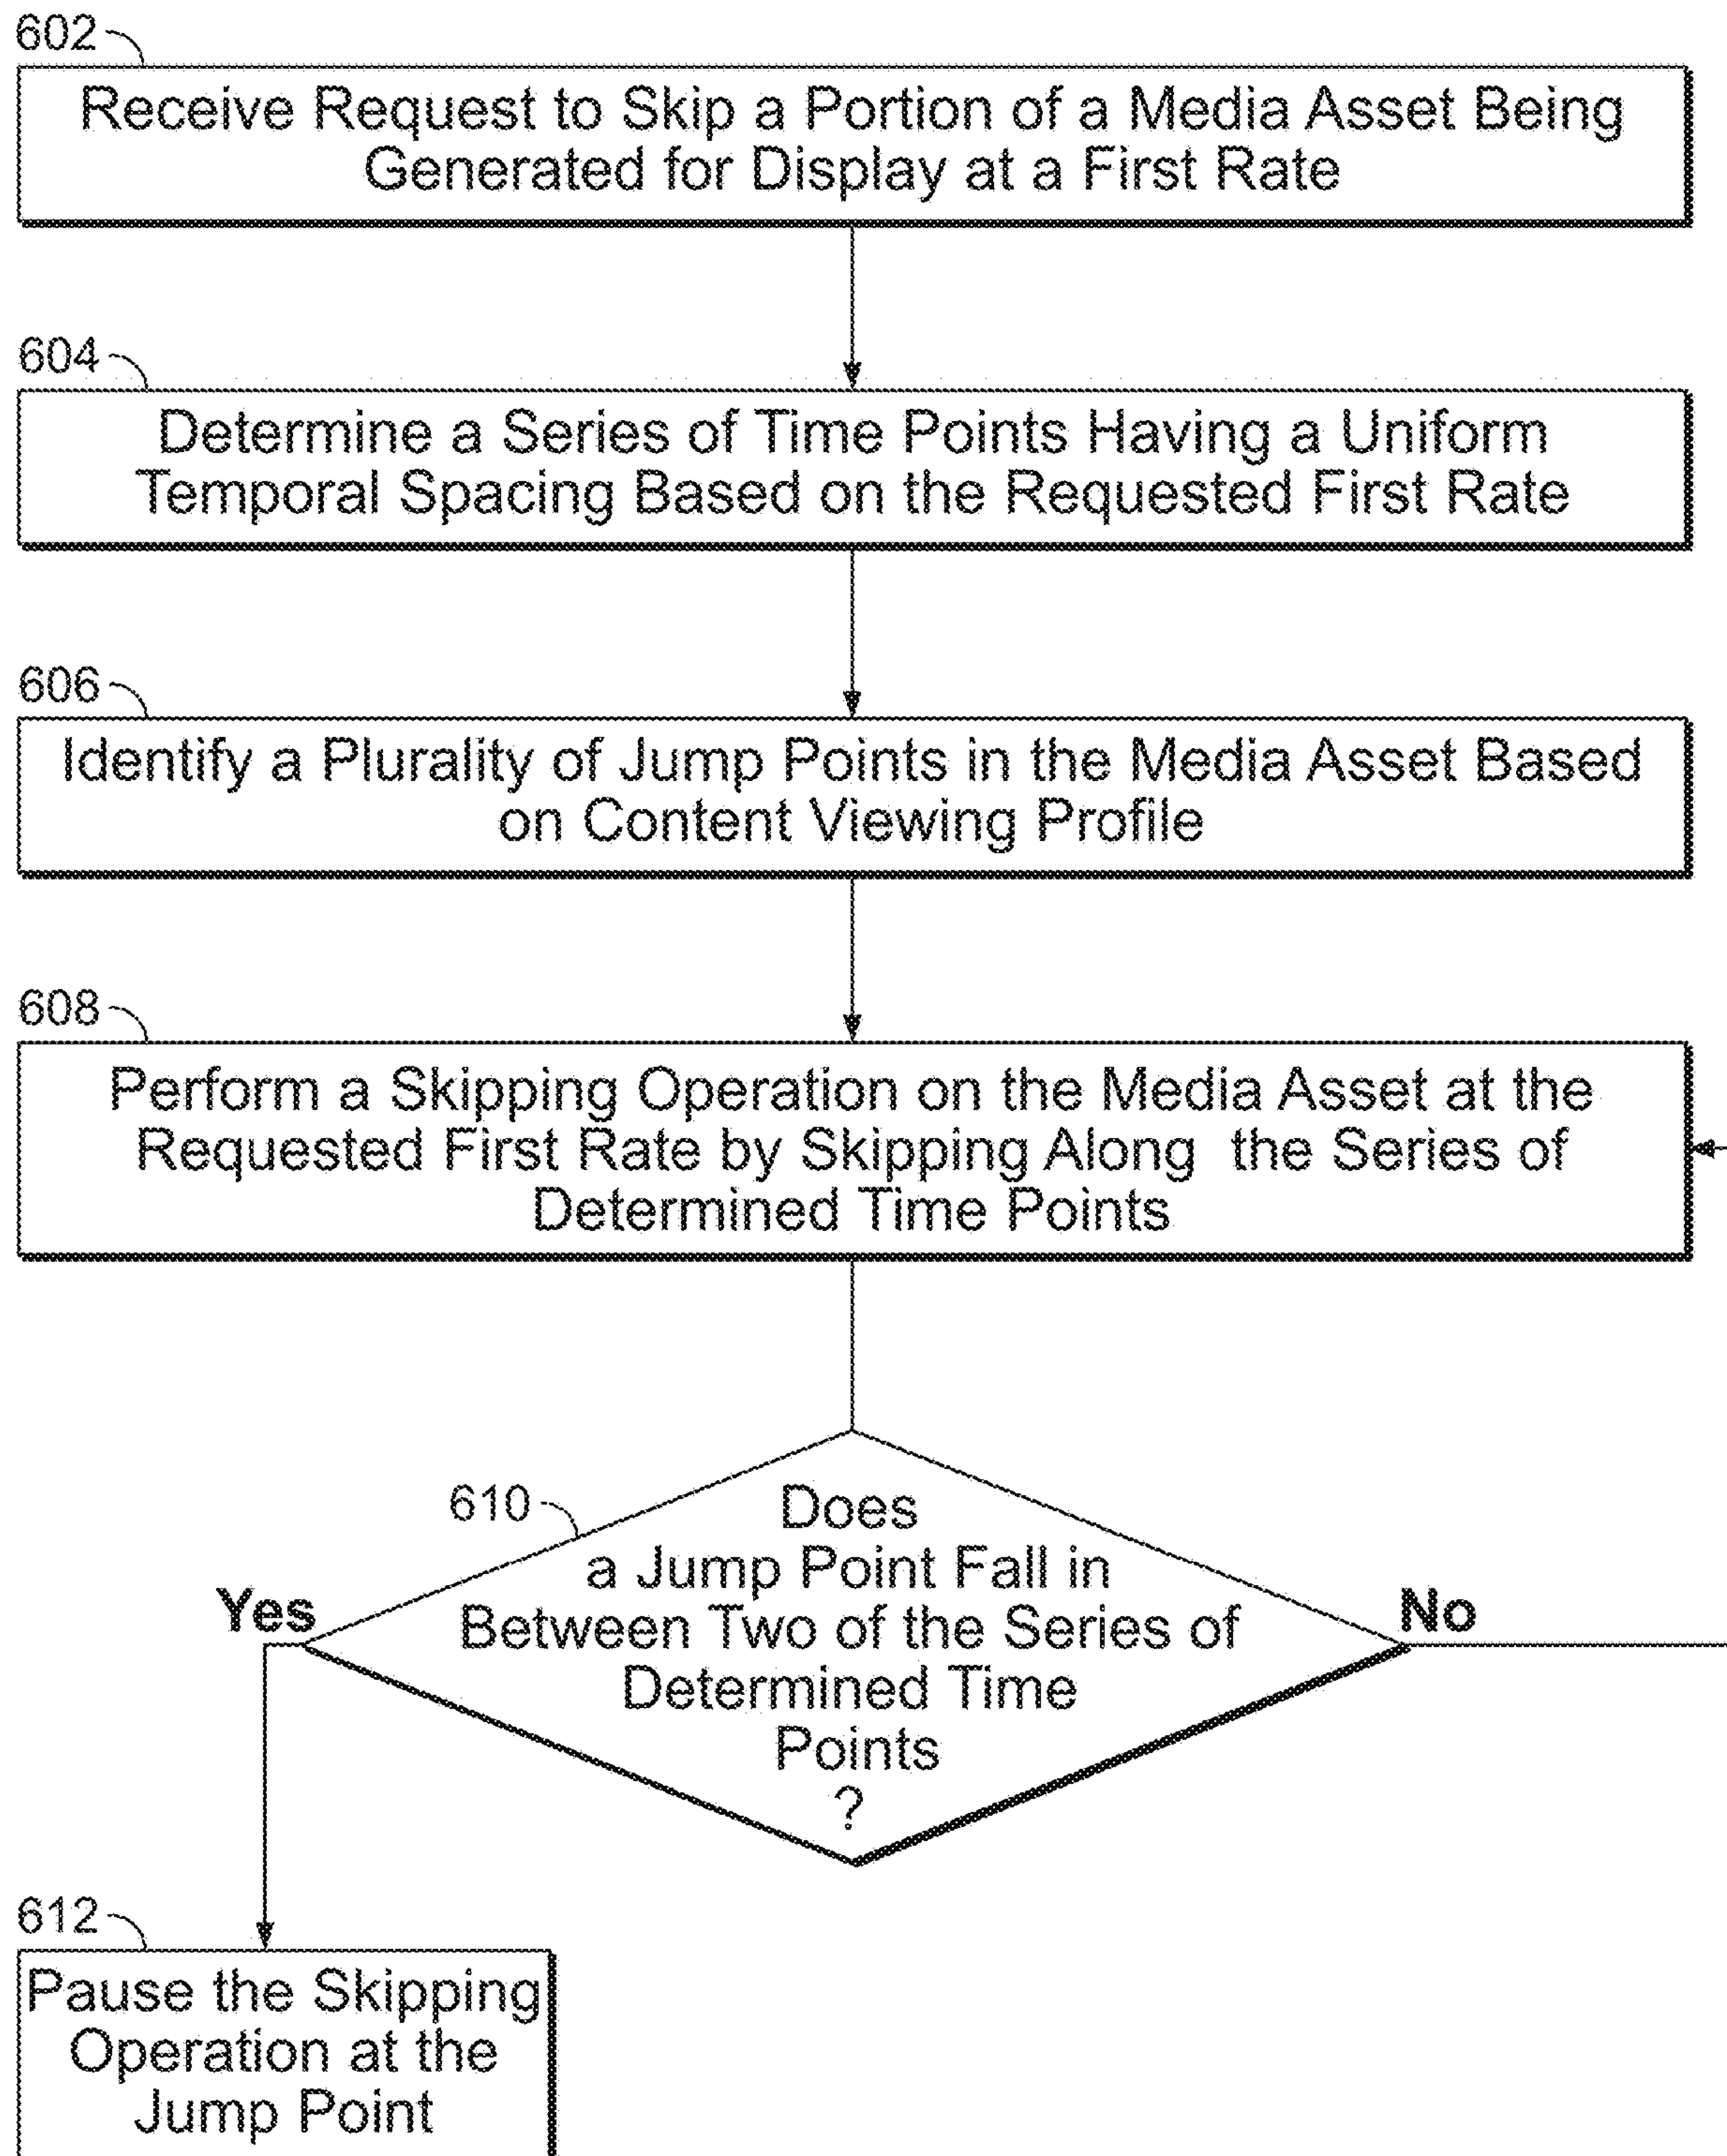 602
Receive Request to Skip a Portion of a Media Asset Being
Generated for Display at a First Rate
604
Determine a Series of Time Points Having a Uniform
Temporal Spacing Based on the Requested First Rate
606
Identify a Plurality of Jump Points in the Media Asset Based
on Content Viewing Profile
608
Perform a Skipping Operation on the Media Asset at the
Requested First Rate by Skipping Along the Series of
Determined Time Points
610
Does
a Jump Point Fall in
Between Two of the Series of
Determined Time
Points
?
Yes
No
612
Pause the Skipping
Operation at the
Jump Point